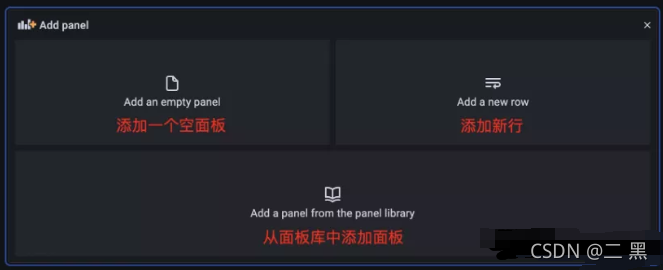 Add panel
Add an empty panel
添加一个空面板
Add a new row
添加新行
Add a panel from the panel library
从面板库中添加面板
CSDN @二 黑